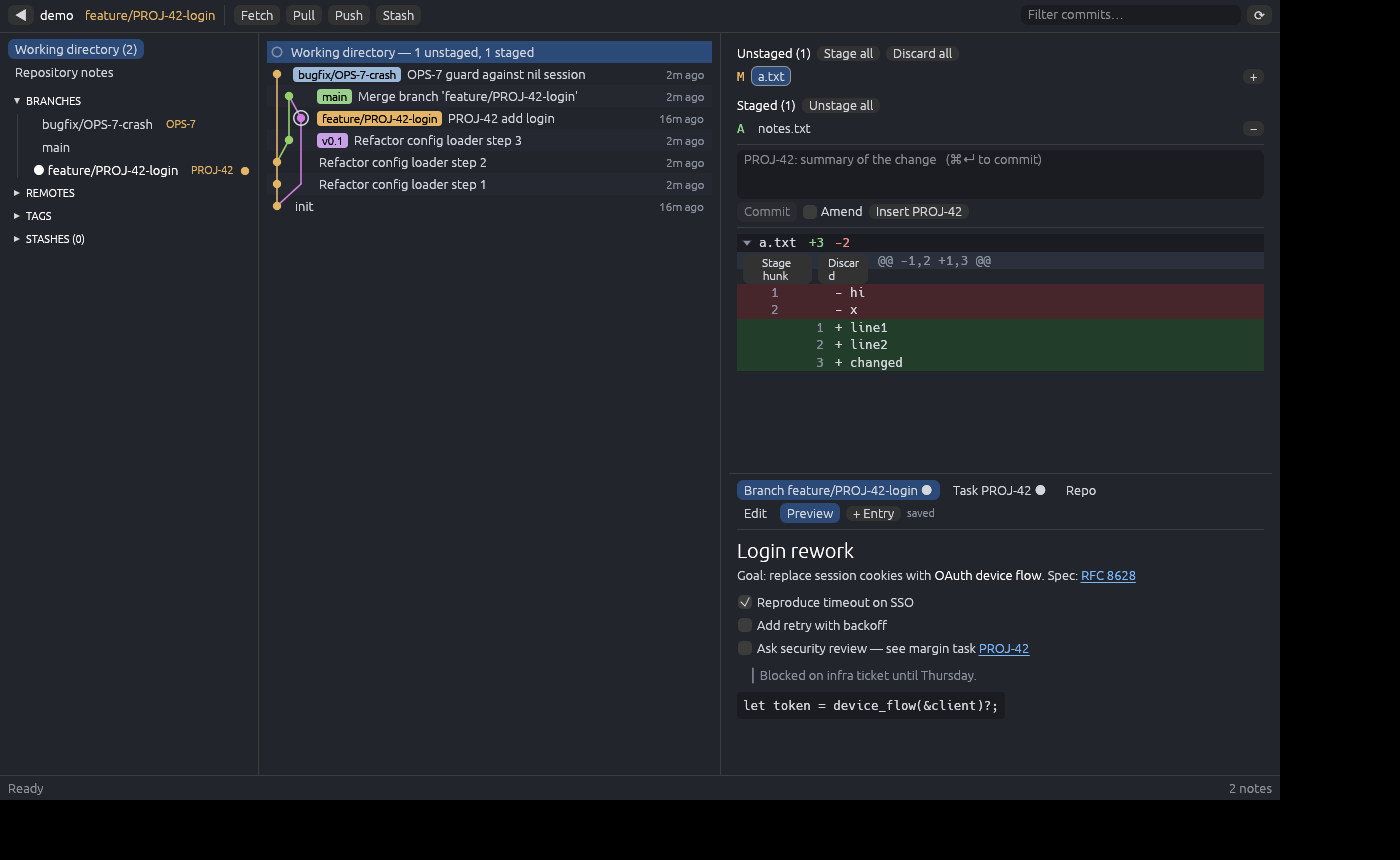 ◀ demo feature/PROJ-42-login Fetch Pull Push Stash Filter commits… ⟳
Working directory (2)
Repository notes
▼ BRANCHES
bugfix/OPS-7-crash OPS-7
main
feature/PROJ-42-login PROJ-42
▶ REMOTES
▶ TAGS
▶ STASHES (0)
Working directory — 1 unstaged, 1 staged
bugfix/OPS-7-crash OPS-7 guard against nil session 2m ago
main Merge branch 'feature/PROJ-42-login' 2m ago
feature/PROJ-42-login PROJ-42 add login 16m ago
v0.1 Refactor config loader step 3 2m ago
Refactor config loader step 2 2m ago
Refactor config loader step 1 2m ago
init 16m ago
Unstaged (1) Stage all Discard all
M a.txt +
Staged (1) Unstage all
A notes.txt −
PROJ-42: summary of the change (⌘↵ to commit)
Commit Amend Insert PROJ-42
▼ a.txt +3 -2
Stage hunk Discard @@ -1,2 +1,3 @@
1 - hi
2 - x
1 + line1
2 + line2
3 + changed
Branch feature/PROJ-42-login ● Task PROJ-42 ● Repo
Edit Preview + Entry saved
Login rework
Goal: replace session cookies with OAuth device flow. Spec: RFC 8628
Reproduce timeout on SSO
Add retry with backoff
Ask security review — see margin task PROJ-42
Blocked on infra ticket until Thursday.
let token = device_flow(&client)?;
Ready 2 notes